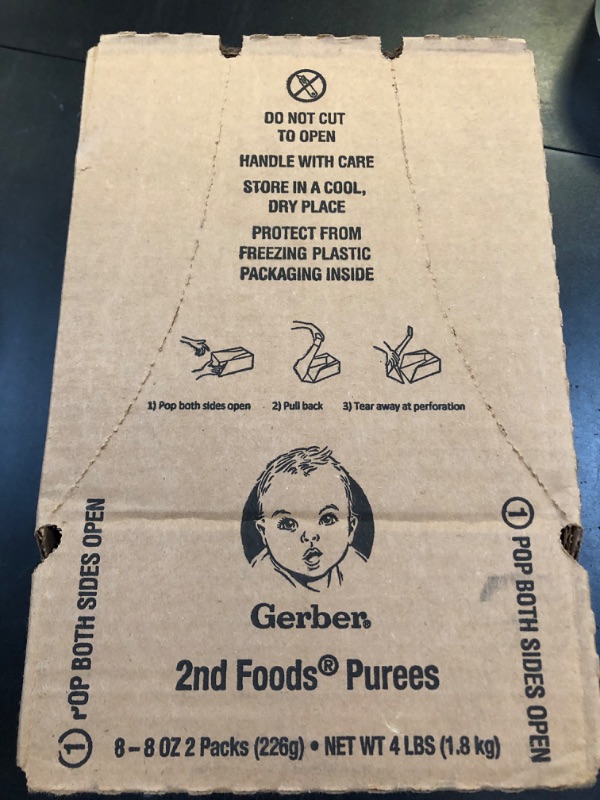 DO NOT CUT
TO OPEN
HANDLE WITH CARE
STORE IN A COOL,
DRY PLACE
PROTECT FROM
FREEZING PLASTIC
PACKAGING INSIDE
1) Pop both sides open
2) Pull back
3) Tear away at perforation
1 POP BOTH SIDES OPEN
1 POP BOTH SIDES OPEN
Gerber®
2nd Foods® Purees
8 – 8 OZ 2 Packs (226g) • NET WT 4 LBS (1.8 kg)